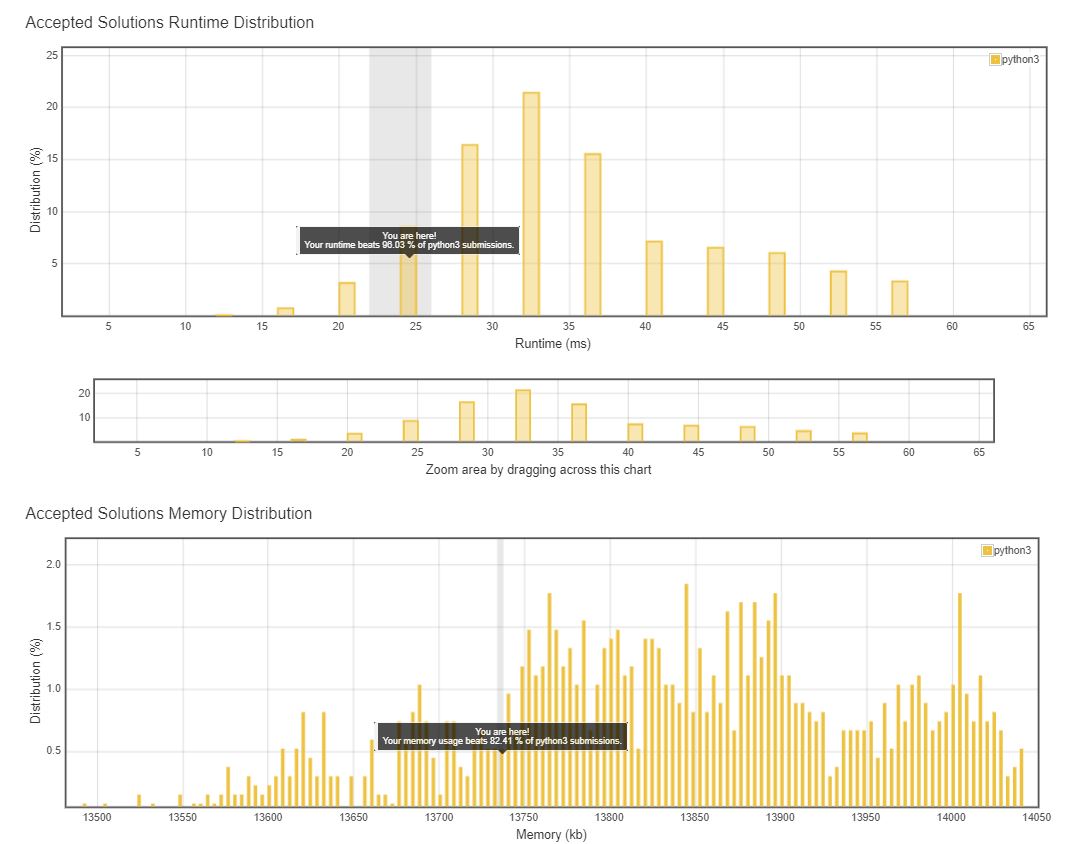 Accepted Solutions Runtime Distribution
25
20
15
10
5
Distribution (%)
python3
You are here!
Your runtime beats 96.03 % of python3 submissions.
5 10 15 20 25 30 35 40 45 50 55 60 65
Runtime (ms)
20
10
5 10 15 20 25 30 35 40 45 50 55 60 65
Zoom area by dragging across this chart
Accepted Solutions Memory Distribution
2.0
1.5
1.0
0.5
Distribution (%)
python3
You are here!
Your memory usage beats 82.41 % of python3 submissions.
13500 13550 13600 13650 13700 13750 13800 13850 13900 13950 14000 14050
Memory (kb)